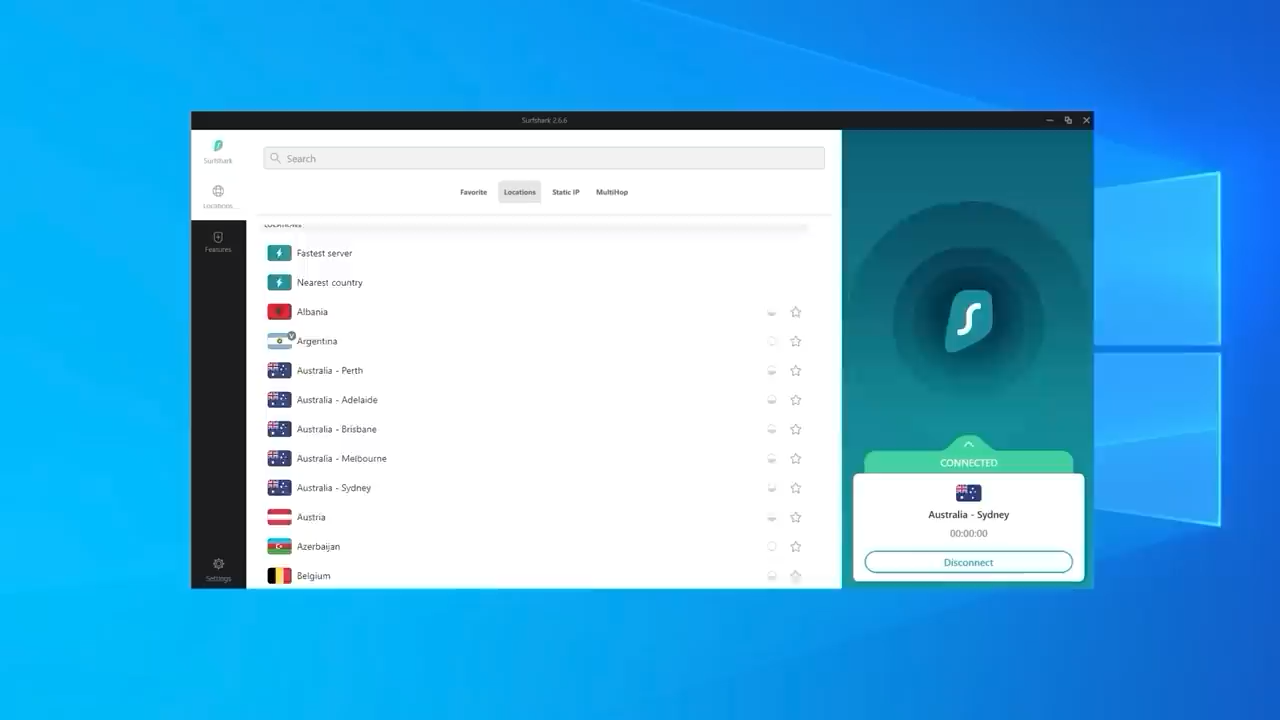 Surfshark 2.6.6
Surfshark
Locations
Features
Settings
Search
Favorite Locations Static IP MultiHop
LOCATIONS
Fastest server
Nearest country
Albania
V
Argentina
Australia - Perth
Australia - Adelaide
Australia - Brisbane
Australia - Melbourne
Australia - Sydney
Austria
Azerbaijan
Belgium
CONNECTED
Australia - Sydney
00:00:00
Disconnect